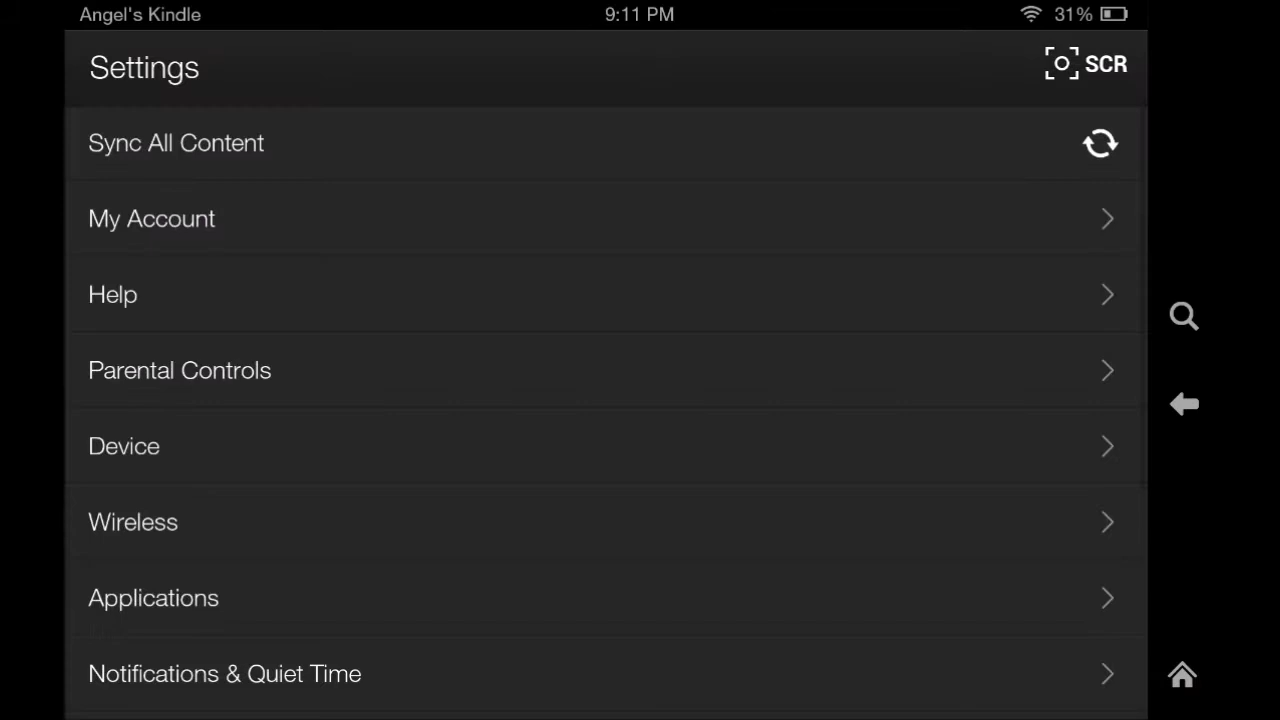 Angel's Kindle 9:11 PM 31%
Settings SCR
Sync All Content
My Account
Help
Parental Controls
Device
Wireless
Applications
Notifications & Quiet Time